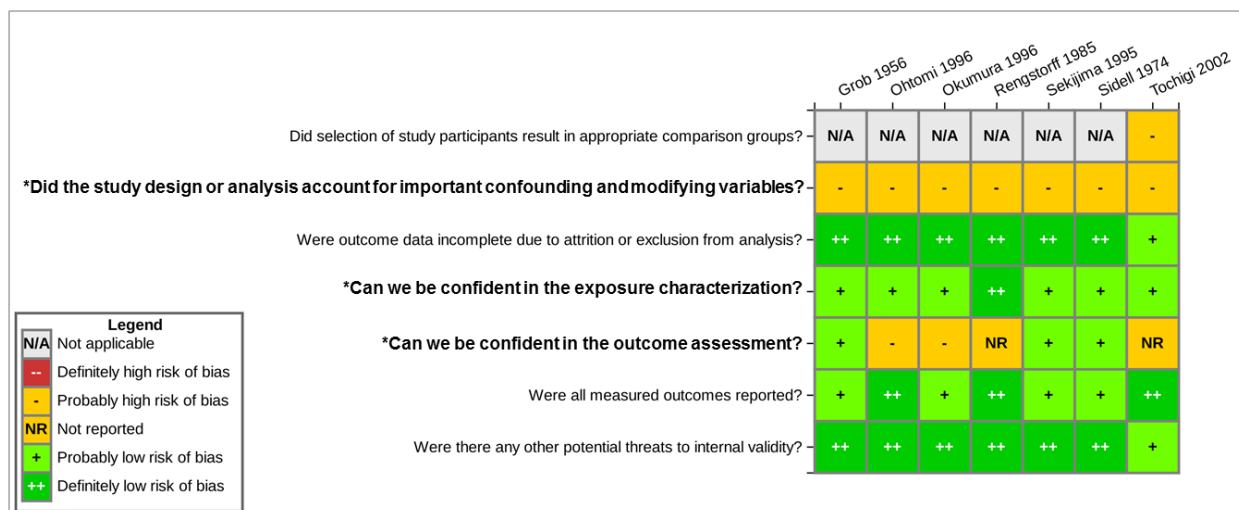 Grob 1956 Ohtomi 1996 Okumura 1996 Rengstorff 1985 Sekijima 1995 Sidell 1974 Tochigi 2002
Did selection of study participants result in appropriate comparison groups? N/A N/A N/A N/A N/A N/A -
*Did the study design or analysis account for important confounding and modifying variables? - - - - - - -
Were outcome data incomplete due to attrition or exclusion from analysis? ++ ++ ++ ++ ++ ++ +
*Can we be confident in the exposure characterization? + + + ++ + + +
*Can we be confident in the outcome assessment? + - - NR + + NR
Were all measured outcomes reported? + ++ + ++ + + ++
Were there any other potential threats to internal validity? ++ ++ ++ ++ ++ ++ +
Legend
N/A Not applicable
-- Definitely high risk of bias
- Probably high risk of bias
NR Not reported
+ Probably low risk of bias
++ Definitely low risk of bias